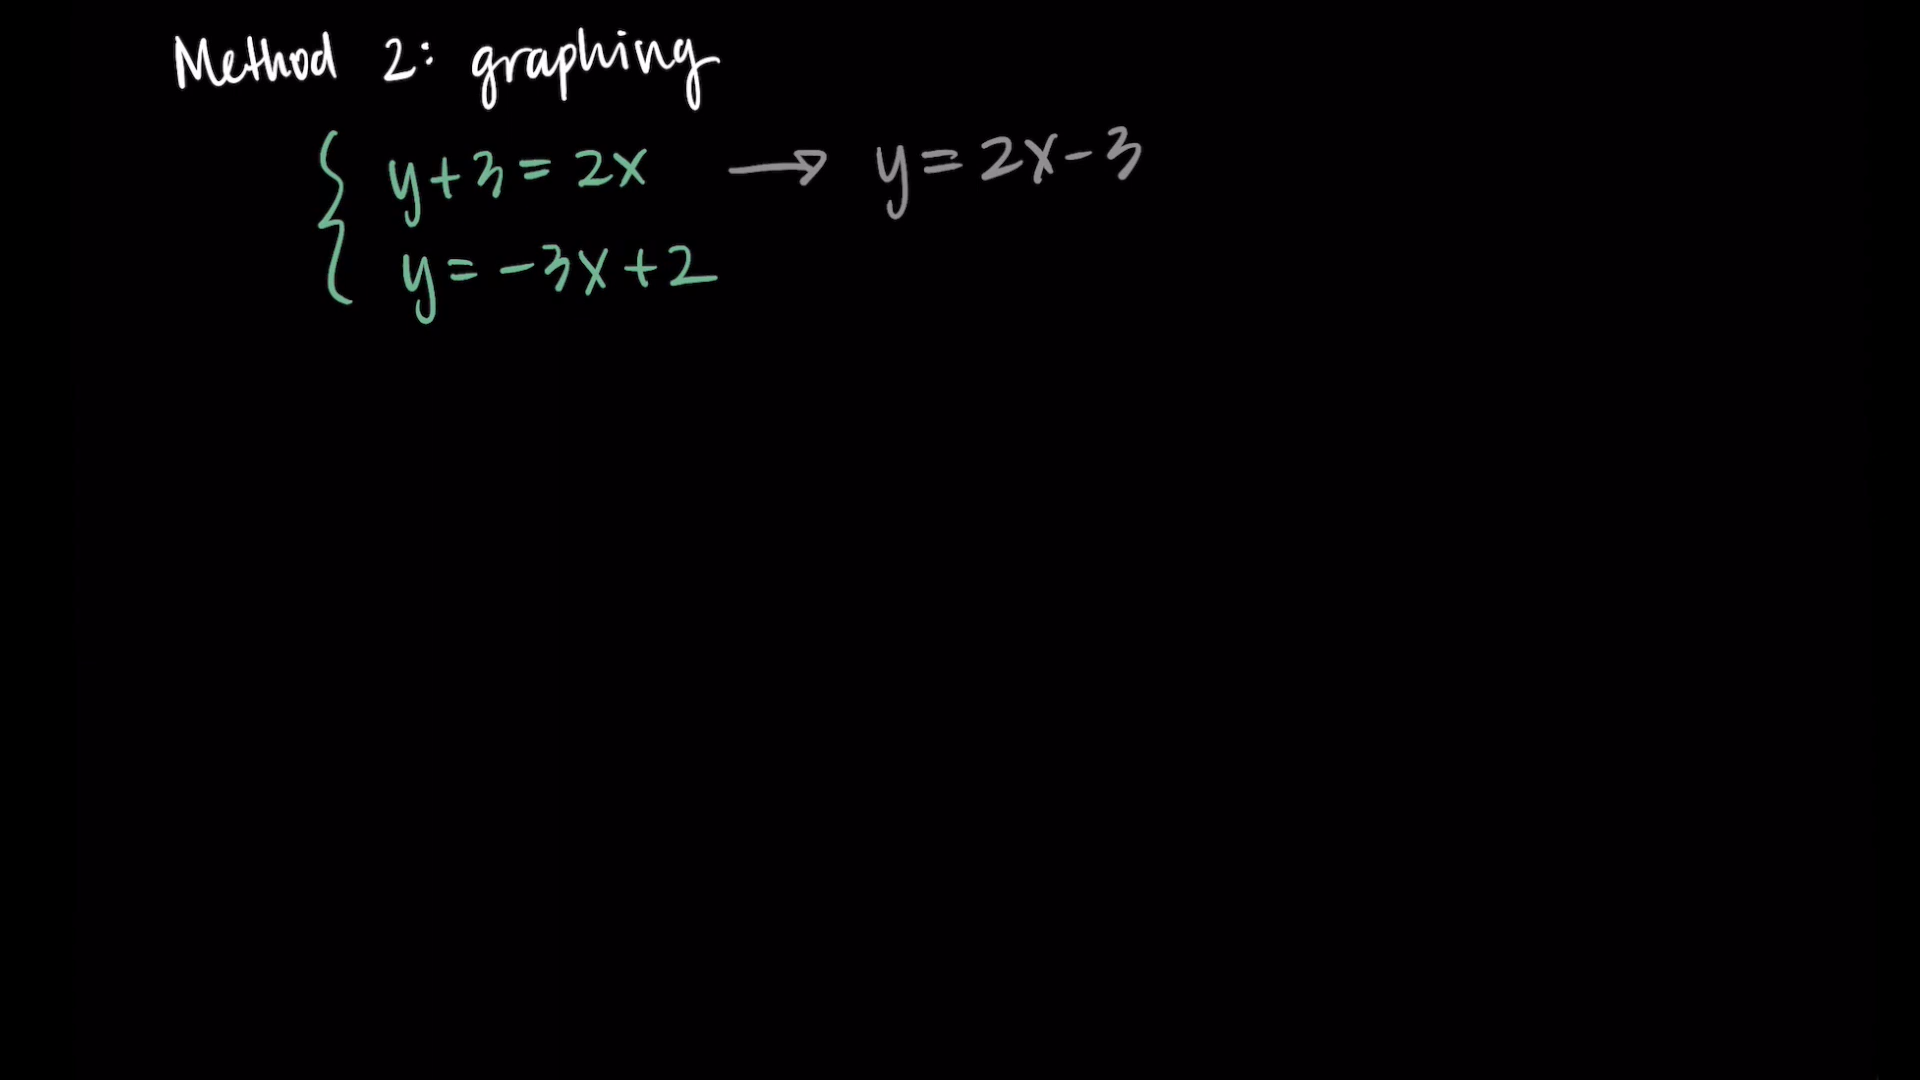 Method 2: graphing
y+3=2x → y=2x-3
y=-3x+2